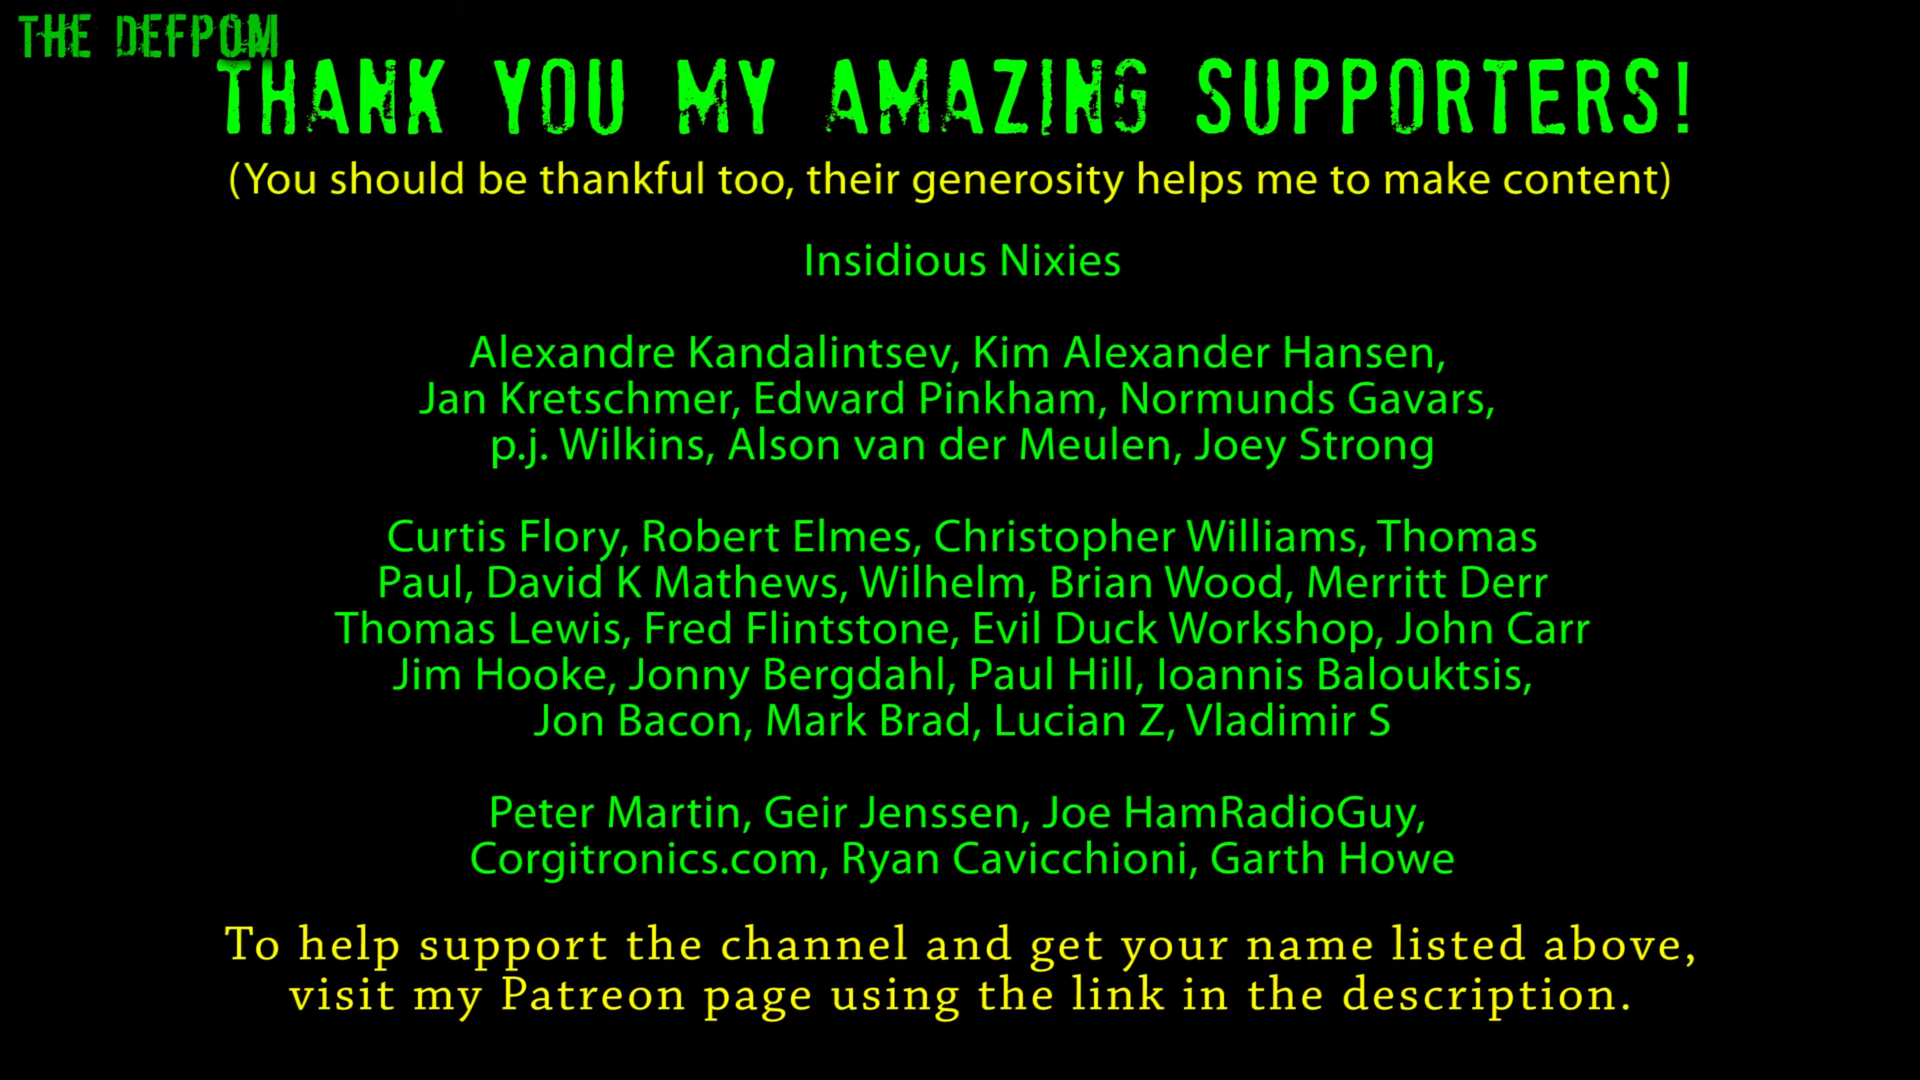 THE DEFPOM
THANK YOU MY AMAZING SUPPORTERS!
(You should be thankful too, their generosity helps me to make content)
Insidious Nixies
Alexandre Kandalintsev, Kim Alexander Hansen,
Jan Kretschmer, Edward Pinkham, Normunds Gavars,
p.j. Wilkins, Alson van der Meulen, Joey Strong
Curtis Flory, Robert Elmes, Christopher Williams, Thomas
Paul, David K Mathews, Wilhelm, Brian Wood, Merritt Derr
Thomas Lewis, Fred Flintstone, Evil Duck Workshop, John Carr
Jim Hooke, Jonny Bergdahl, Paul Hill, Ioannis Balouktsis,
Jon Bacon, Mark Brad, Lucian Z, Vladimir S
Peter Martin, Geir Jenssen, Joe HamRadioGuy,
Corgitronics.com, Ryan Cavicchioni, Garth Howe
To help support the channel and get your name listed above,
visit my Patreon page using the link in the description.